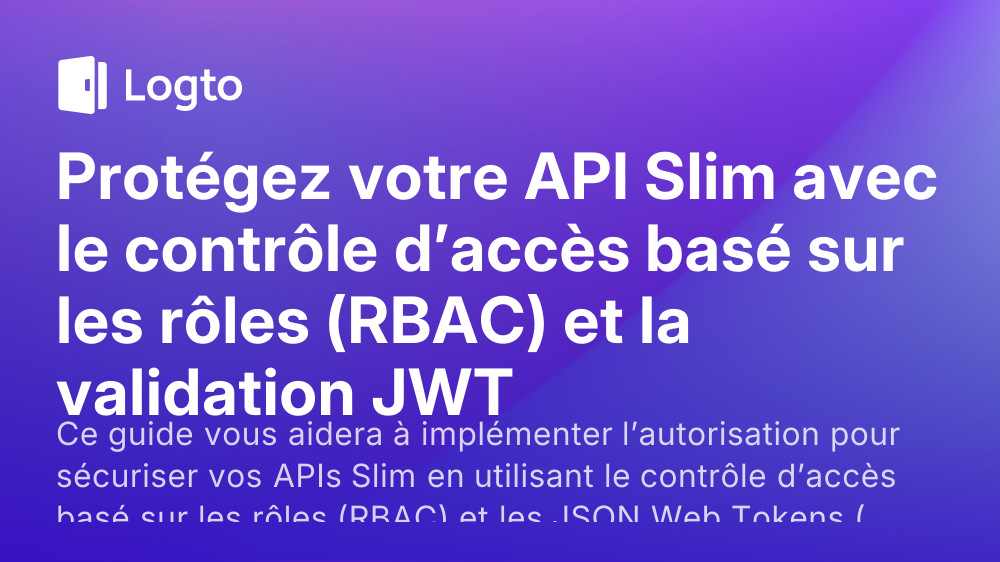 Logto
Protégez votre API Slim avec
le contrôle d’accès basé sur
les rôles (RBAC) et la
validation JWT
Ce guide vous aidera à implémenter l’autorisation pour
sécuriser vos APIs Slim en utilisant le contrôle d’accès
basé sur les rôles (RBAC) et les JSON Web Tokens (